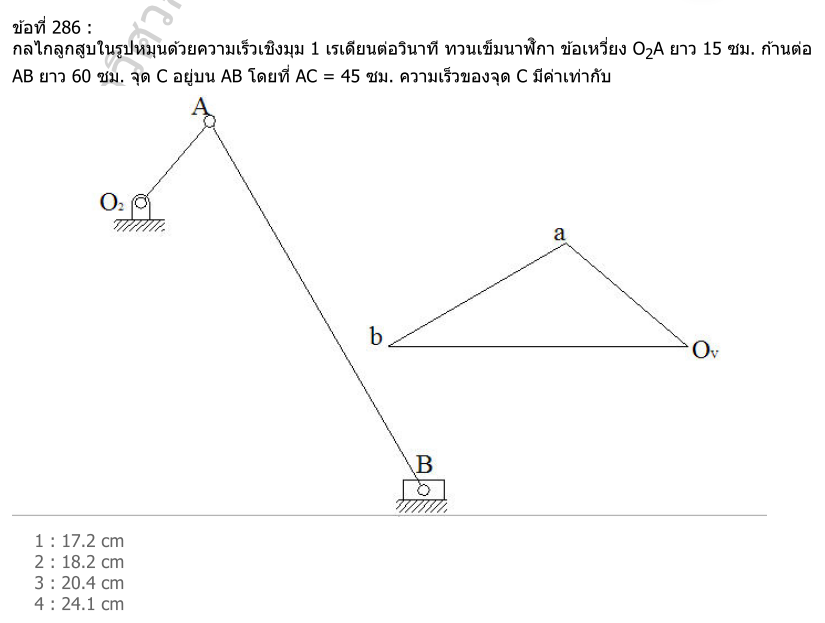 ข้อที่ 286 :
กลไกลูกสูบในรูปหมุนด้วยความเร็วเชิงมุม 1 เรเดียนต่อวินาที ทวนเข็มนาฬิกา ข้อเหวี่ยง O2A ยาว 15 ซม. ก้านต่อ
AB ยาว 60 ซม. จุด C อยู่บน AB โดยที่ AC = 45 ซม. ความเร็วของจุด C มีค่าเท่ากับ
A
O2
a
b
Ov
B
1 : 17.2 cm
2 : 18.2 cm
3 : 20.4 cm
4 : 24.1 cm